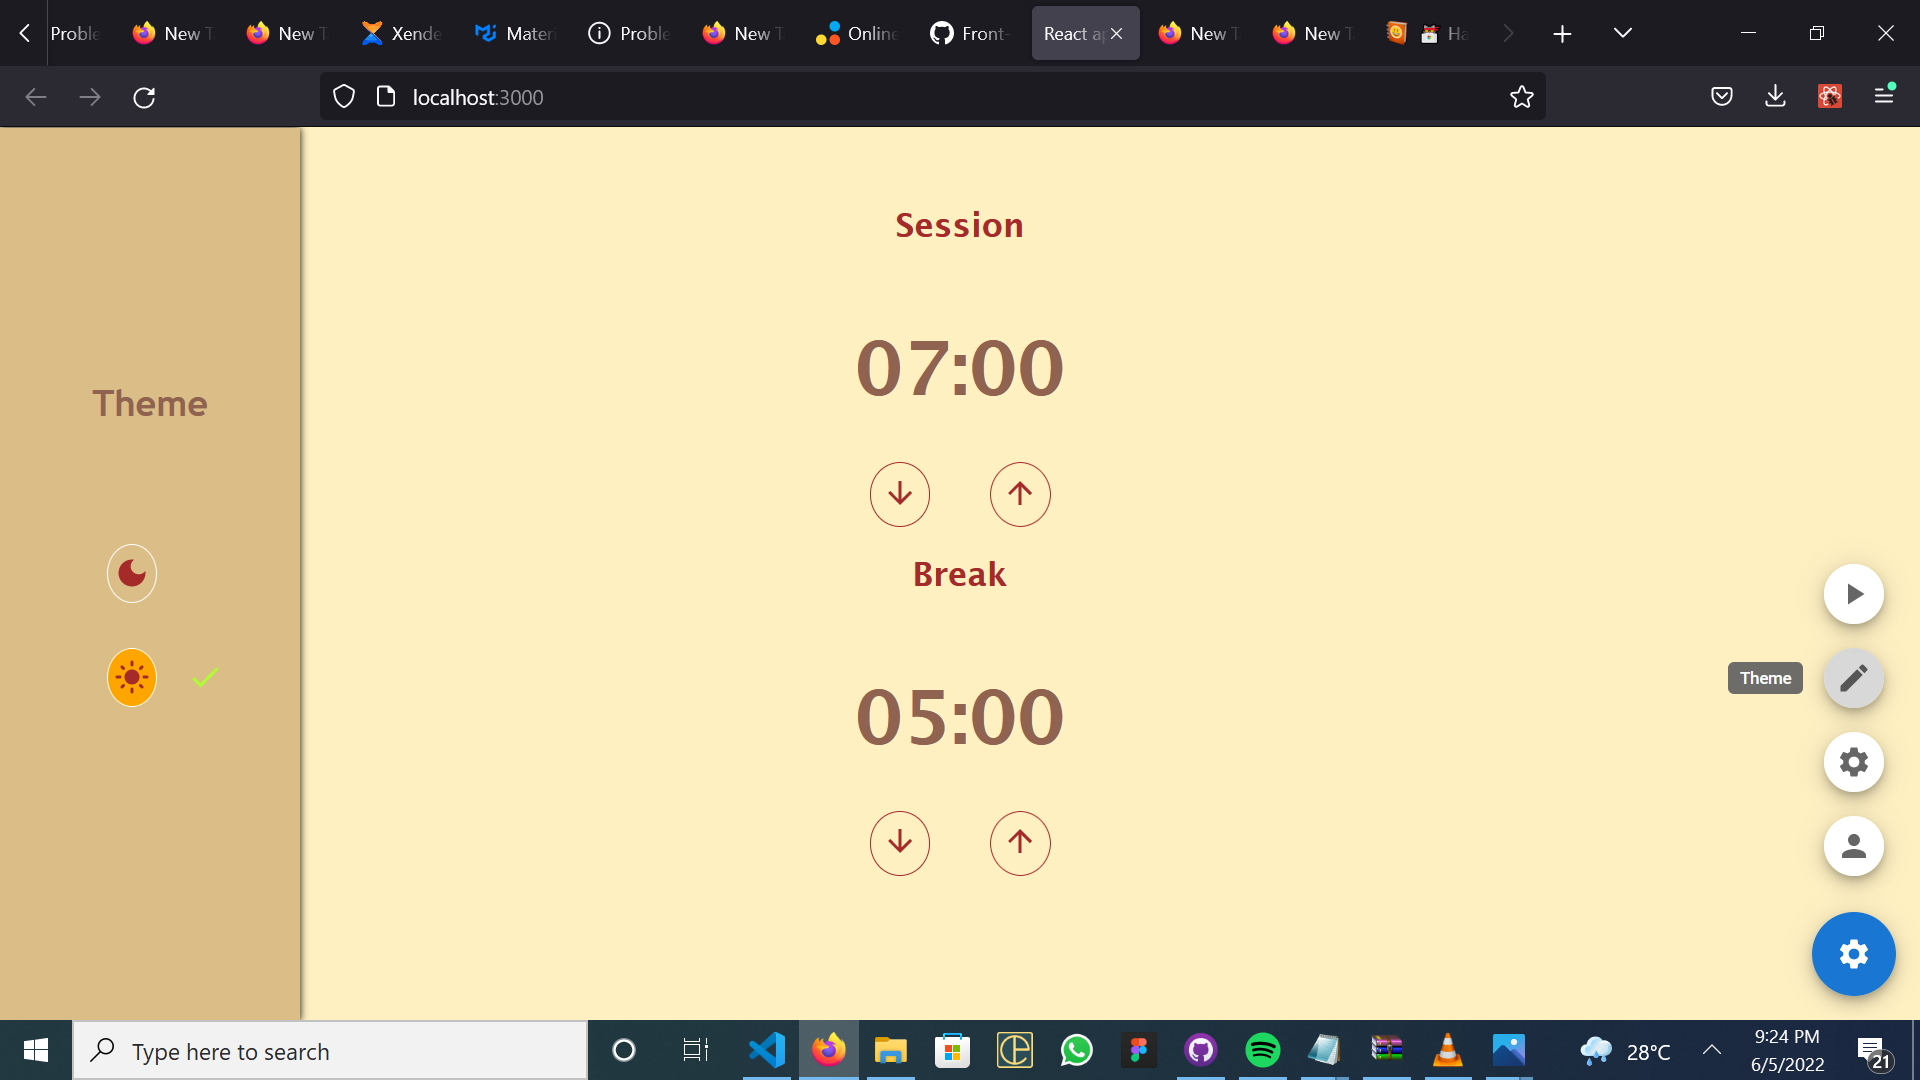 Proble
New T
New T
Xende
Materi
Proble
New T
Online
Front-
React ap
New T
New T
Ha
localhost:3000
Session
07:00
Theme
Break
Theme
05:00
Type here to search
28°C
9:24 PM
6/5/2022
21